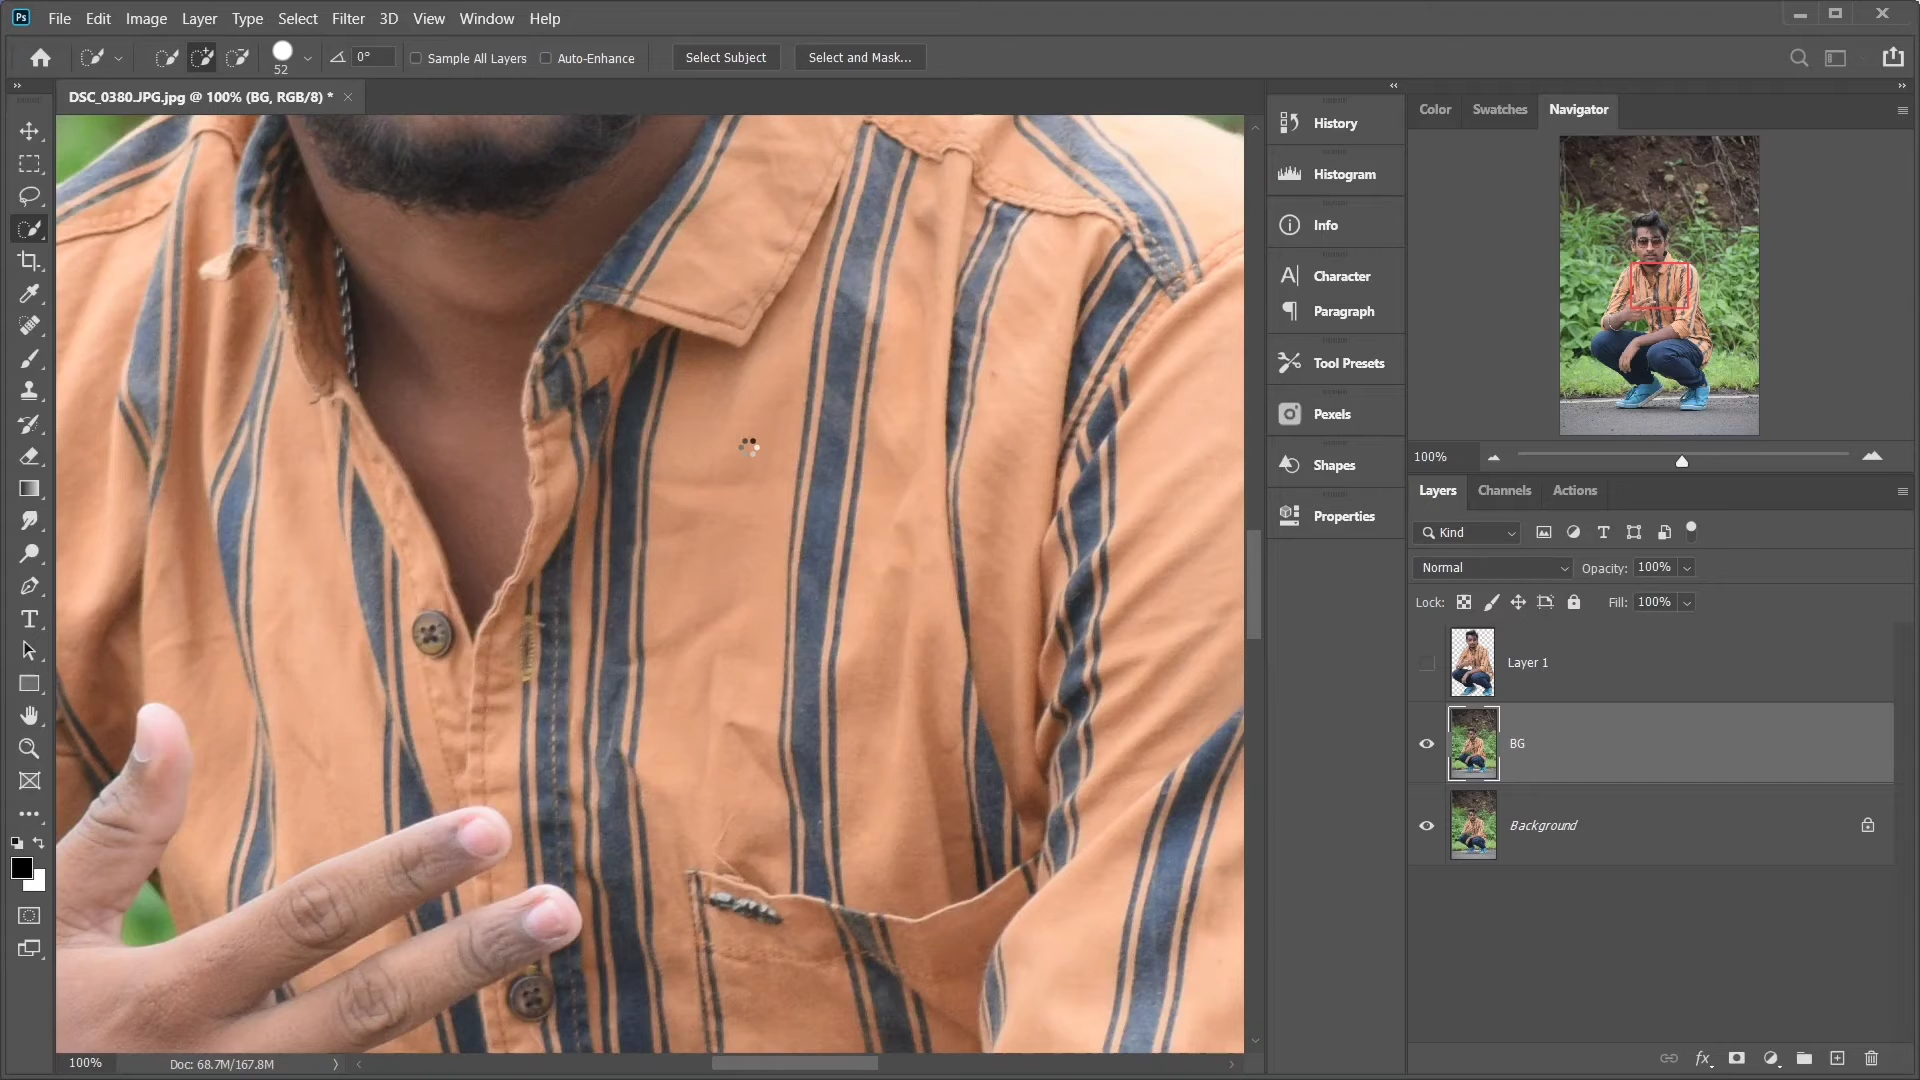 Ps File Edit Image Layer Type Select Filter 3D View Window Help
52 0° Sample All Layers Auto-Enhance Select Subject Select and Mask...
DSC_0380.JPG.jpg @ 100% (BG, RGB/8) *
History
Histogram
Info
Character
Paragraph
Tool Presets
Pexels
Shapes
Properties
Color Swatches Navigator
100%
Layers Channels Actions
Kind
Normal Opacity: 100%
Lock: Fill: 100%
Layer 1
BG
Background
fx
100% Doc: 68.7M/167.8M